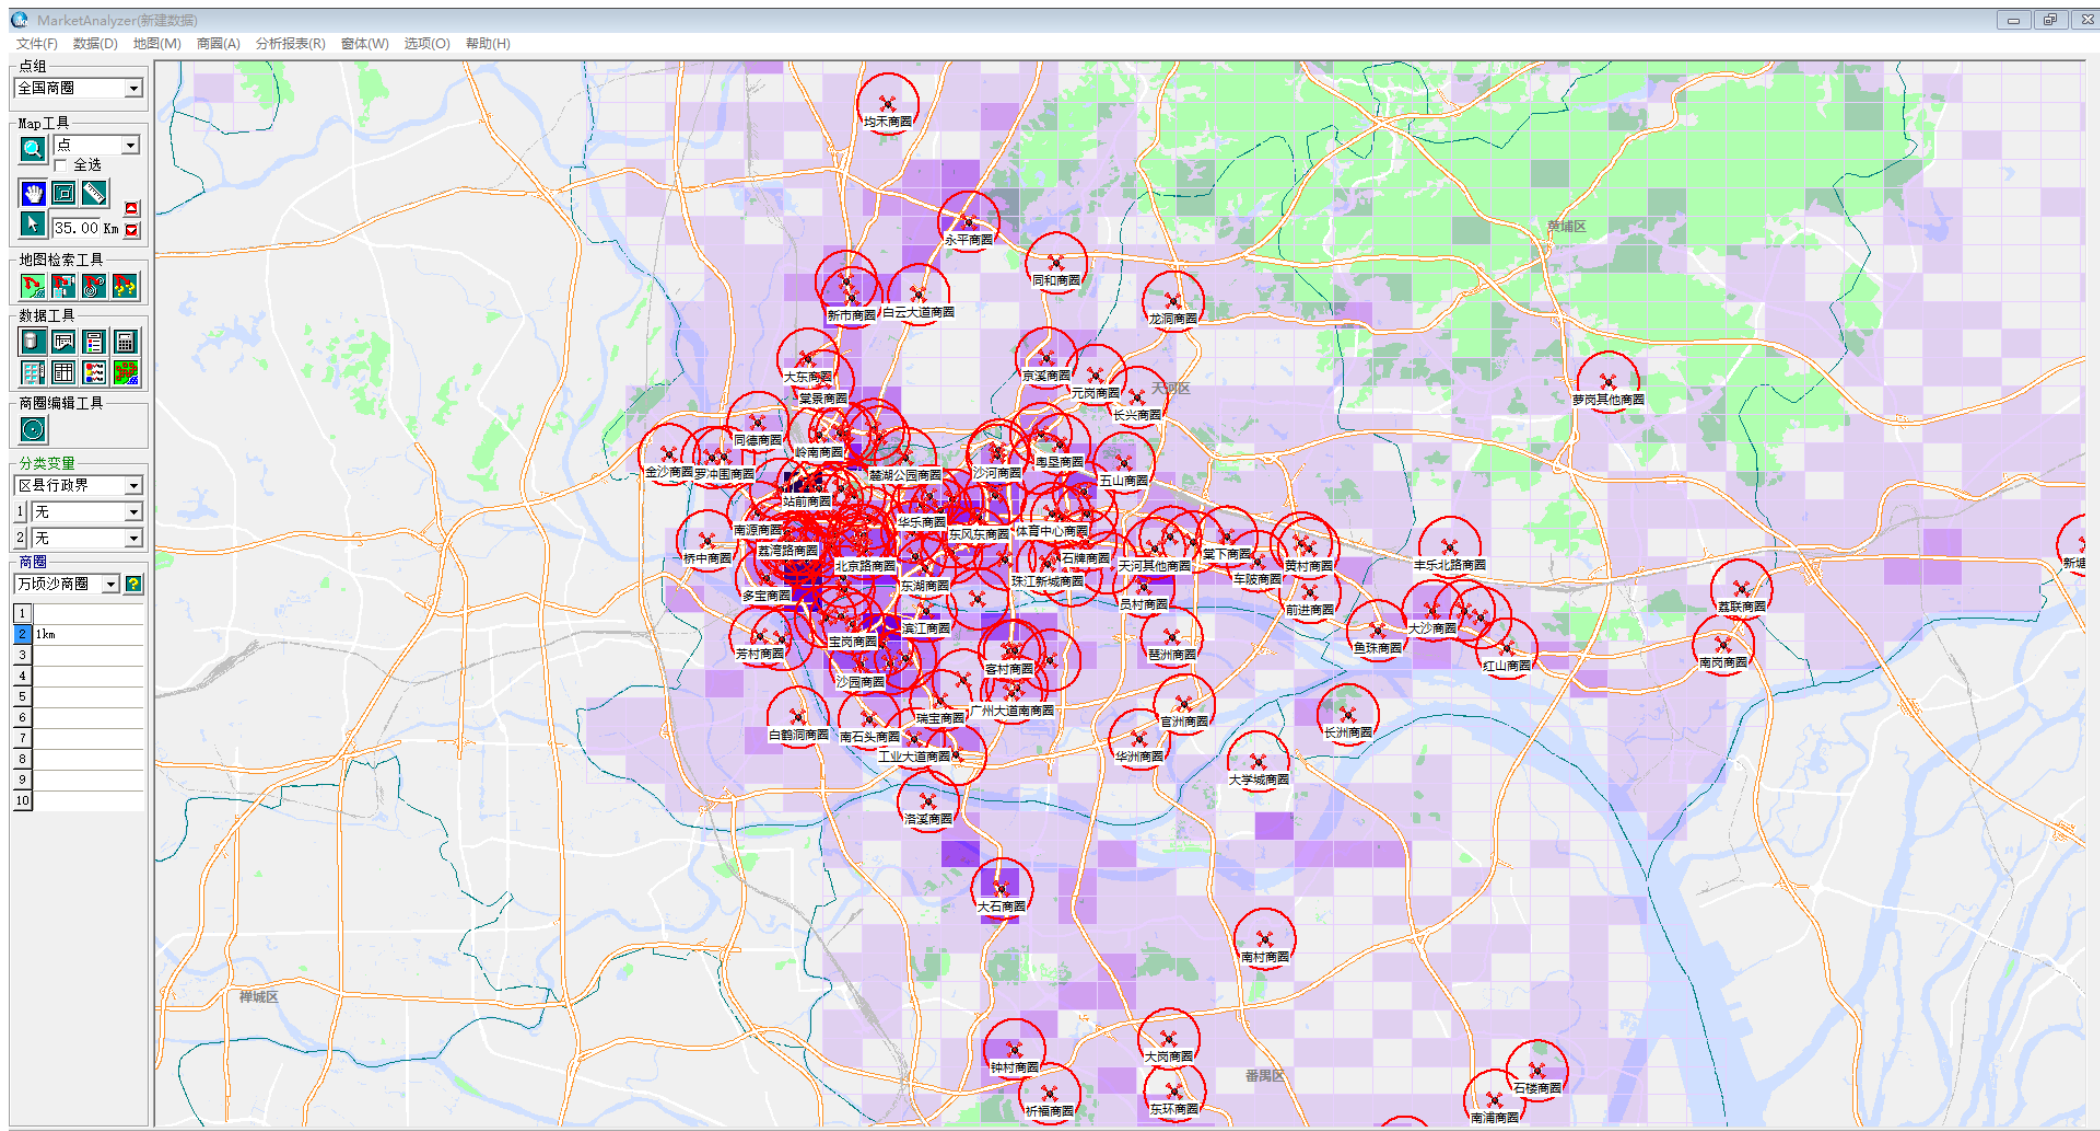 MarketAnalyzer(新建数据)
文件(F) 数据(D) 地图(M) 商圈(A) 分析报表(R) 窗体(W) 选项(O) 帮助(H)
点组
全国商圈
Map工具
点
全选
35.00 Km
地图检索工具
数据工具
商圈编辑工具
分类变量
区县行政界
1 无
2 无
商圈
万顷沙商圈
1
2 1km
3
4
5
6
7
8
9
10
均禾商圈
永平商圈
黄埔区
同和商圈
新市商圈
白云大道商圈
龙洞商圈
大东商圈
京溪商圈
天河区
元岗商圈
棠景商圈
萝岗其他商圈
长兴商圈
同德商圈
岭南商圈
金沙商圈
罗冲围商圈
麓湖公园商圈
沙河商圈
粤垦商圈
五山商圈
站前商圈
华乐商圈
南源商圈
东风东商圈
体育中心商圈
荔湾路商圈
桥中商圈
北京路商圈
石牌商圈
棠下商圈
天河其他商圈
黄村商圈
丰乐北路商圈
新塘
车陂商圈
东湖商圈
珠江新城商圈
多宝商圈
员村商圈
前进商圈
荔联商圈
滨江商圈
大沙商圈
宝岗商圈
芳村商圈
琶洲商圈
鱼珠商圈
客村商圈
红山商圈
南岗商圈
沙园商圈
广州大道南商圈
瑞宝商圈
官洲商圈
白鹤洞商圈
南石头商圈
长洲商圈
工业大道商圈
华洲商圈
大学城商圈
洛溪商圈
大石商圈
南村商圈
禅城区
大岗商圈
钟村商圈
番禺区
石楼商圈
祈福商圈
东环商圈
南浦商圈